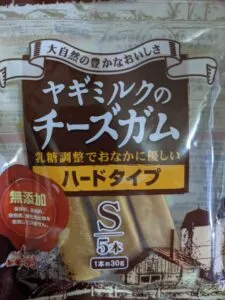 大自然の豊かなおいしさ
ヤギミルクの
チーズガム
乳糖調整でおなかに優しい
ハードタイプ
無添加
S
5本
1本約30g